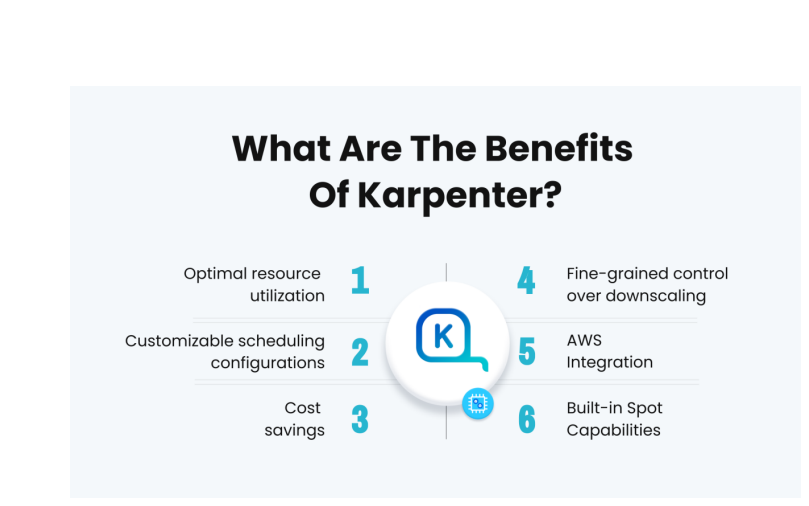 What Are The Benefits
Of Karpenter?
Optimal resource
utilization
1
Customizable scheduling
configurations
2
Cost
savings
3
K
4
Fine-grained control
over downscaling
5
AWS
Integration
6
Built-in Spot
Capabilities